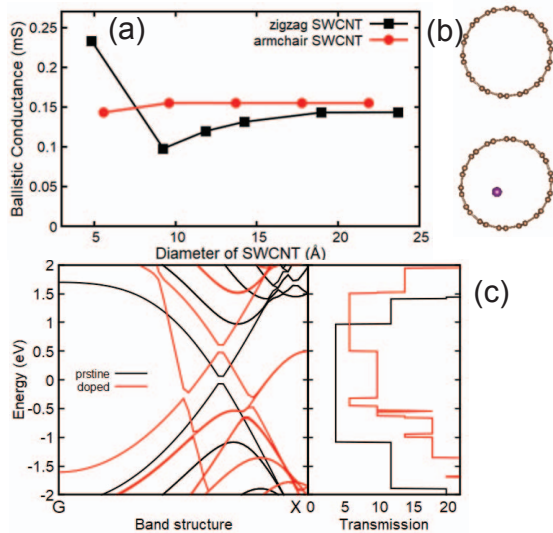 (a)
zigzag SWCNT
armchair SWCNT
(b)
0.25
0.2
0.15
0.1
0.05
0
Ballistic Conductance (mS)
5
10
15
20
25
Diameter of SWCNT (Å)
(c)
2
1.5
1
0.5
0
-0.5
-1
-1.5
-2
Energy (eV)
prstine
doped
G
X
Band structure
0
5
10
15
20
Transmission